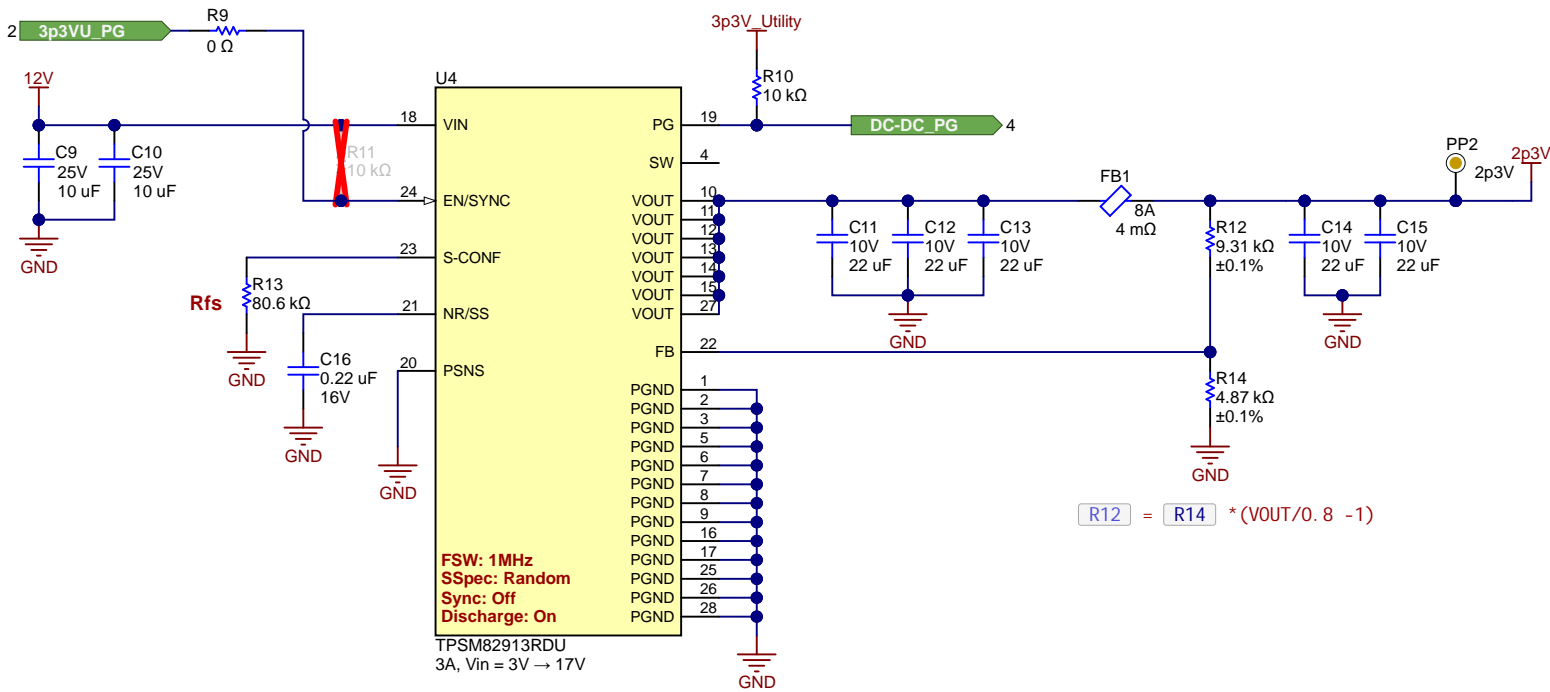 R9
2 3p3VU_PG
0 Ω
3p3V_Utility
12V
U4
R10
10 kΩ
18 VIN
PG 19
DC-DC_PG 4
C9
25V
10 uF
C10
25V
10 uF
R11
10 kΩ
SW 4
PP2
2p3V
2p3V
FB1
8A
4 mΩ
24 EN/SYNC
VOUT 10
VOUT 11
VOUT 12
VOUT 13
VOUT 14
VOUT 15
VOUT 27
C11
10V
22 uF
C12
10V
22 uF
C13
10V
22 uF
R12
9.31 kΩ
±0.1%
C14
10V
22 uF
C15
10V
22 uF
GND
23 S-CONF
R13
80.6 kΩ
Rfs
21 NR/SS
GND
GND
GND
FB 22
C16
0.22 uF
16V
20 PSNS
GND
R14
4.87 kΩ
±0.1%
PGND 1
PGND 2
PGND 3
PGND 5
PGND 6
PGND 7
PGND 8
PGND 9
PGND 16
PGND 17
PGND 25
PGND 26
PGND 28
GND
GND
GND
R12 = R14 *(VOUT/0.8 -1)
FSW: 1MHz
SSpec: Random
Sync: Off
Discharge: On
TPSM82913RDU
3A, Vin = 3V → 17V
GND